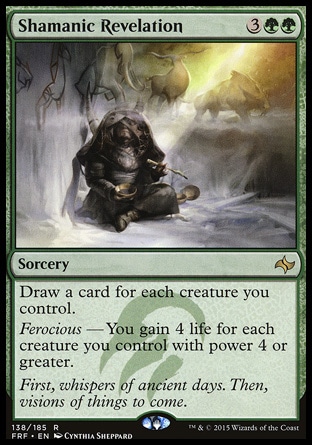 Shamanic Revelation 3
Sorcery
Draw a card for each creature you
control.
Ferocious — You gain 4 life for each
creature you control with power 4 or
greater.
First, whispers of ancient days. Then,
visions of things to come.
138/185 R
FRF • EN Cynthia Sheppard
™ & © 2015 Wizards of the Coast